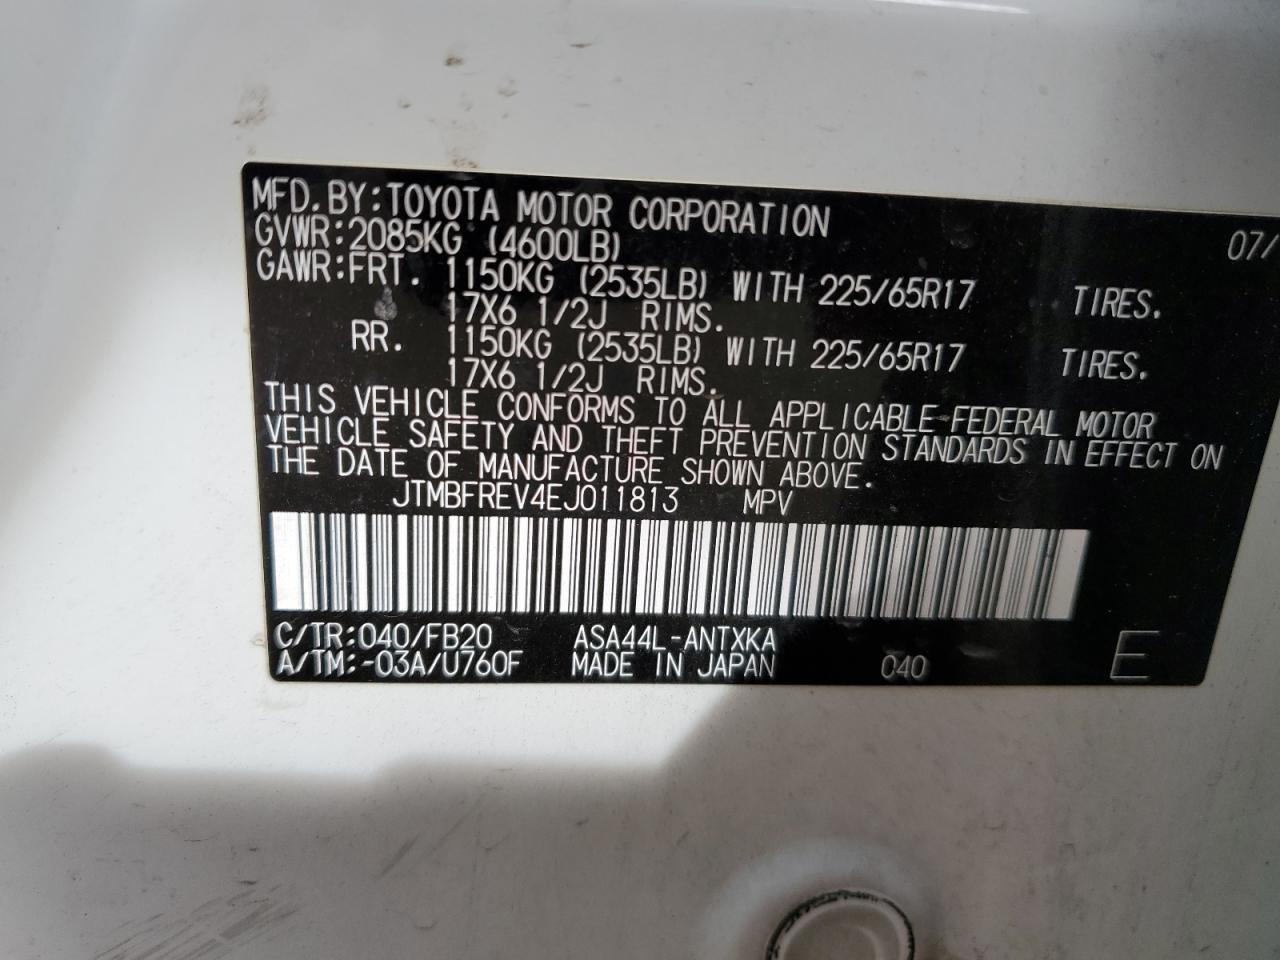 MFD.BY:TOYOTA MOTOR CORPORATION
GVWR:2085KG (4600LB) 07/
GAWR:FRT. 1150KG (2535LB) WITH 225/65R17 TIRES.
17X6 1/2J RIMS.
RR. 1150KG (2535LB) WITH 225/65R17 TIRES.
17X6 1/2J RIMS.
THIS VEHICLE CONFORMS TO ALL APPLICABLE FEDERAL MOTOR
VEHICLE SAFETY AND THEFT PREVENTION STANDARDS IN EFFECT ON
THE DATE OF MANUFACTURE SHOWN ABOVE.
JTMBFREV4EJ011813 MPV
C/TR:040/FB20 ASA44L-ANTXKA
A/TM:-03A/U760F MADE IN JAPAN 040 E